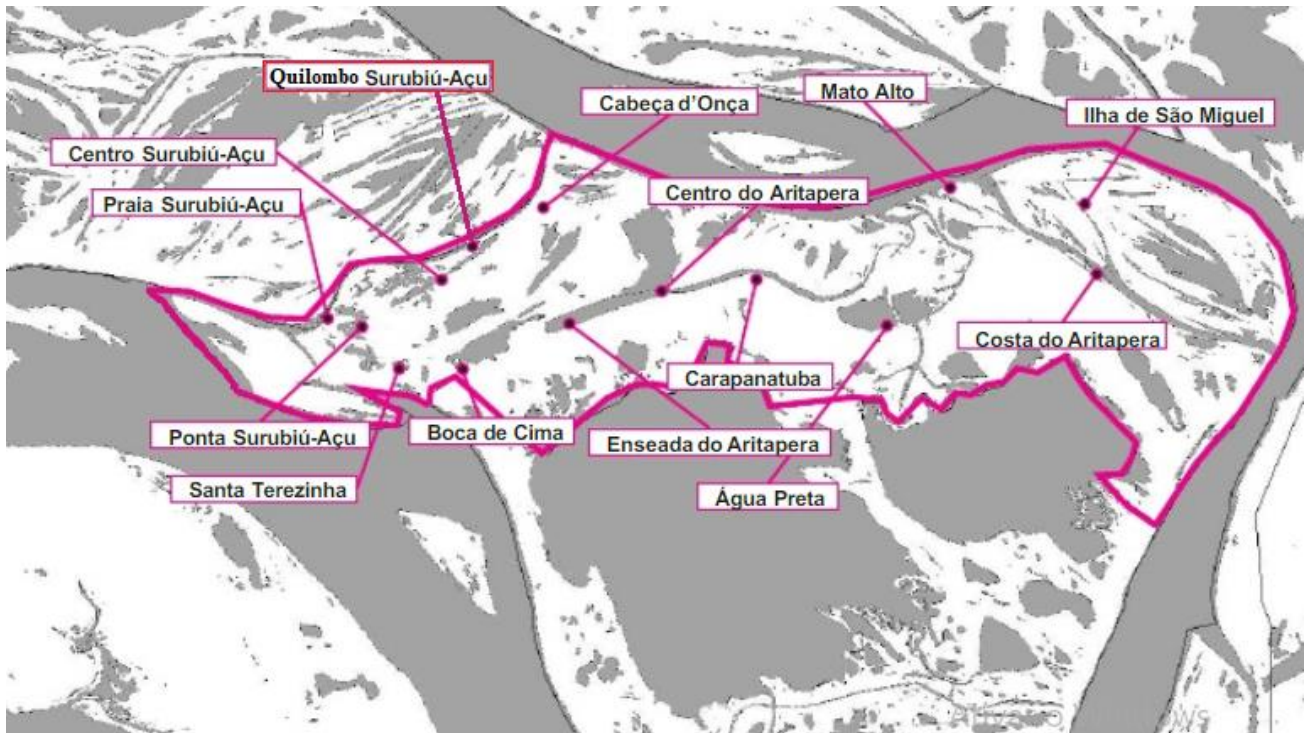 Quilombo Surubiú-Açu
Cabeça d'Onça
Mato Alto
Ilha de São Miguel
Centro Surubiú-Açu
Praia Surubiú-Açu
Centro do Aritapera
Costa do Aritapera
Carapanatuba
Ponta Surubiú-Açu
Boca de Cima
Enseada do Aritapera
Santa Terezinha
Água Preta